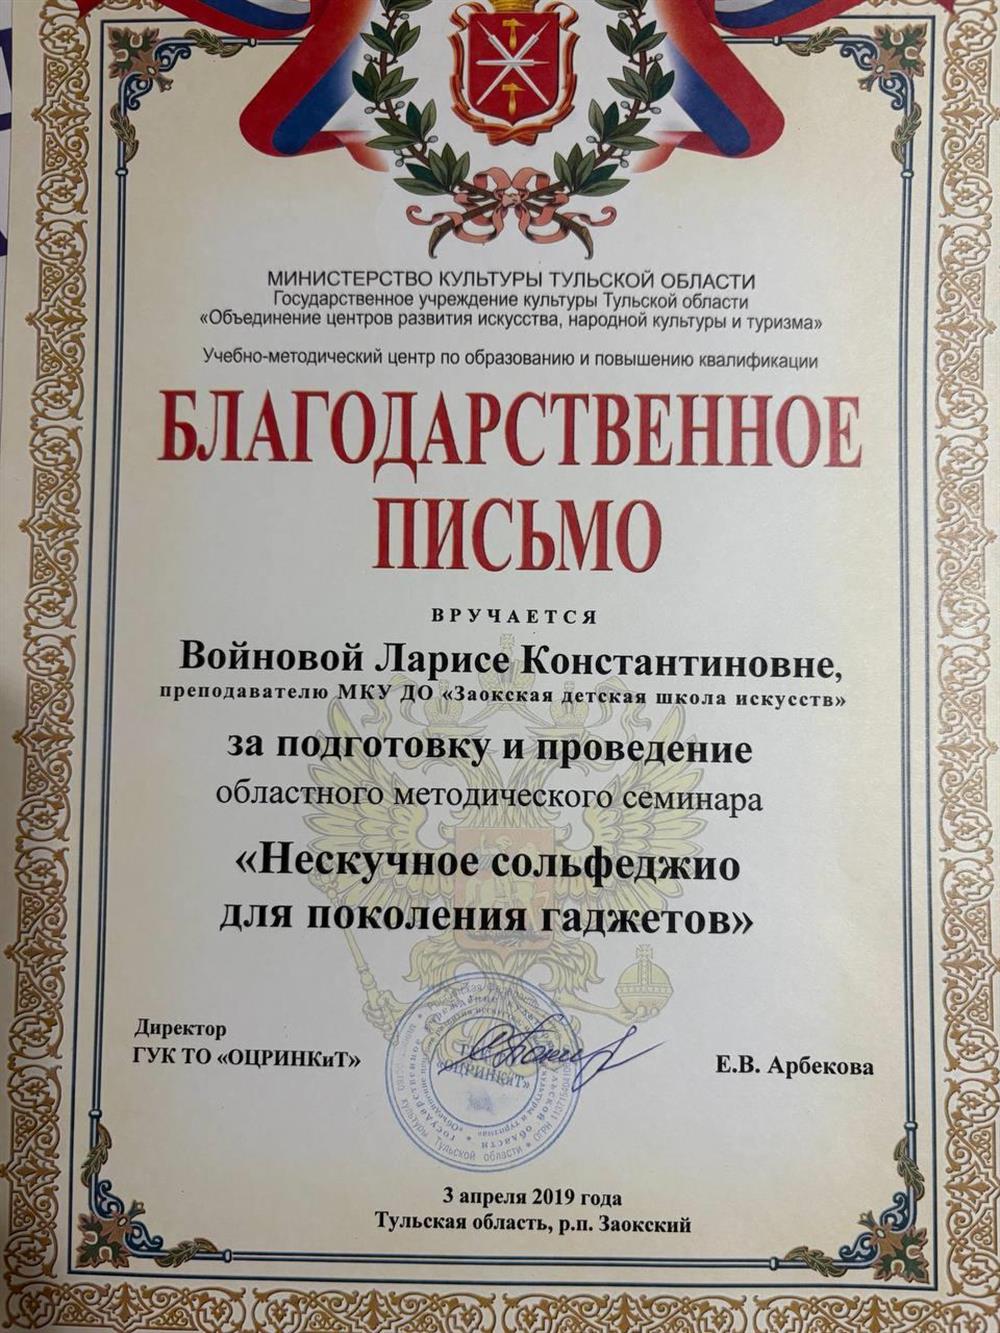 МИНИСТЕРСТВО КУЛЬТУРЫ ТУЛЬСКОЙ ОБЛАСТИ
Государственное учреждение культуры Тульской области
«Объединение центров развития искусства, народной культуры и туризма»
Учебно-методический центр по образованию и повышению квалификации
БЛАГОДАРСТВЕННОЕ
ПИСЬМО
ВРУЧАЕТСЯ
Войновой Ларисе Константиновне,
преподавателю МКУ ДО «Заокская детская школа искусств»
за подготовку и проведение
областного методического семинара
«Нескучное сольфеджио
для поколения гаджетов»
Директор
ГУК ТО «ОЦРИНКиТ»
Е.В. Арбекова
«ОЦРИНКиТ»
3 апреля 2019 года
Тульская область, р.п. Заокский